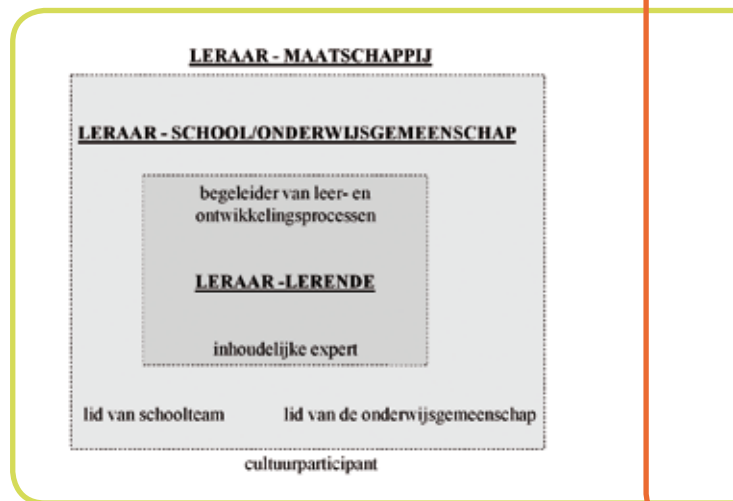 LERAAR - MAATSCHAPPIJ
LERAAR - SCHOOL/ONDERWIJSGEMEENSCHAP
begeleider van leer- en
ontwikkelingsprocessen
LERAAR -LERENDE
inhoudelijke expert
lid van schoolteam lid van de onderwijsgemeenschap
cultuurparticipant